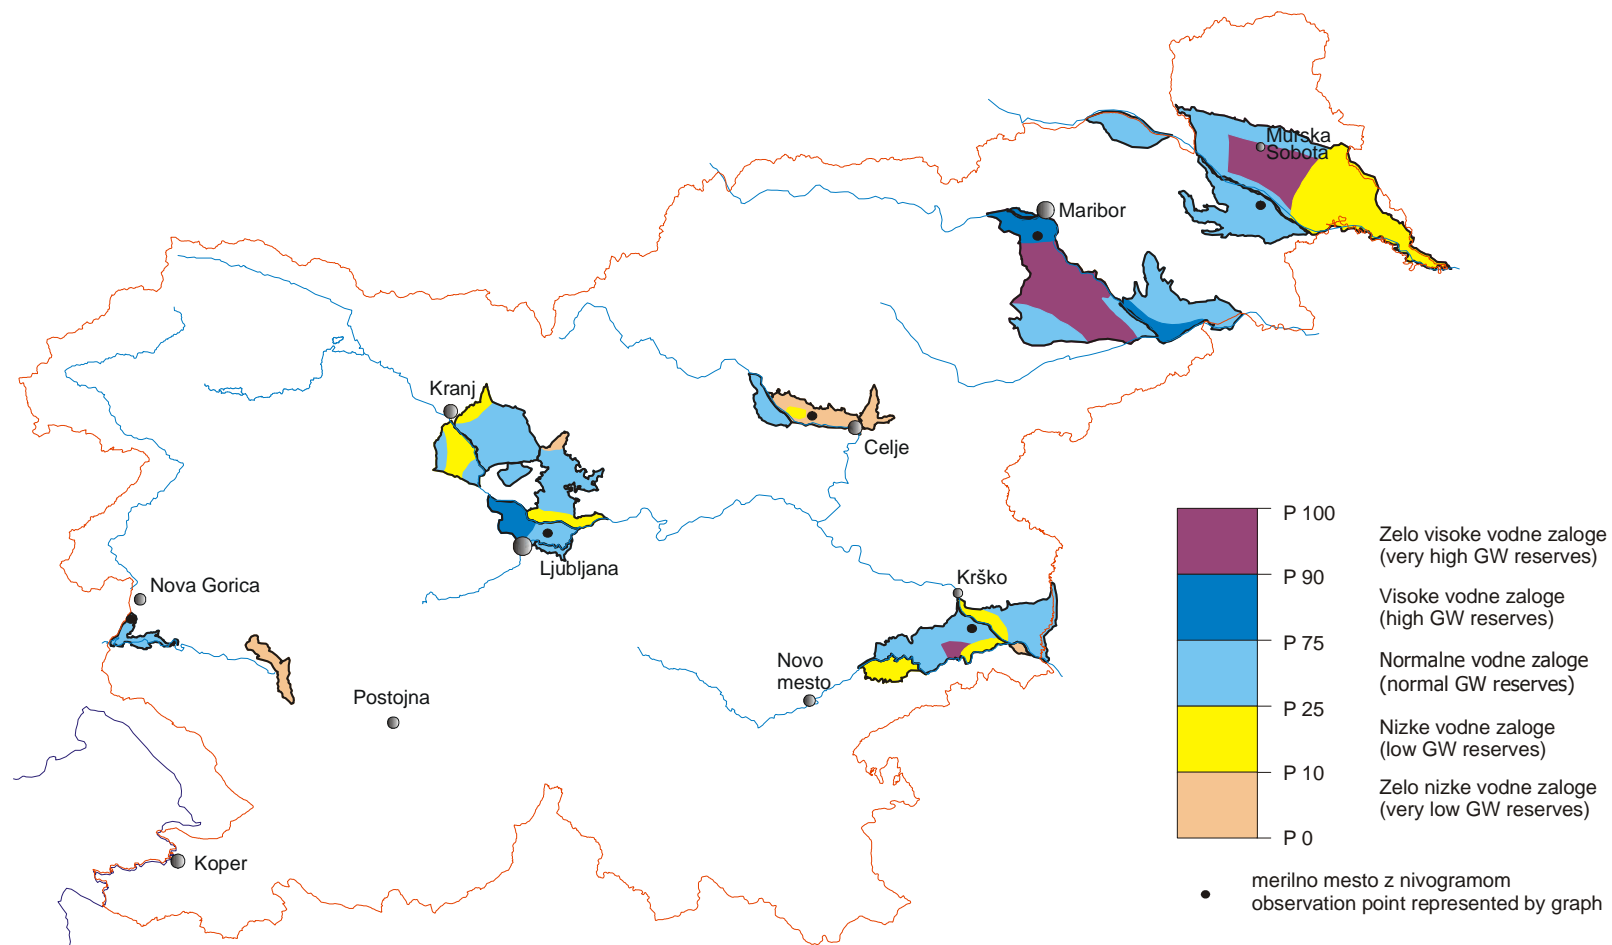 Murska
Sobota
Maribor
Kranj
Celje
Ljubljana
Nova Gorica
Krško
Novo
mesto
Postojna
Koper
P 100
Zelo visoke vodne zaloge
(very high GW reserves)
P 90
Visoke vodne zaloge
(high GW reserves)
P 75
Normalne vodne zaloge
(normal GW reserves)
P 25
Nizke vodne zaloge
(low GW reserves)
P 10
Zelo nizke vodne zaloge
(very low GW reserves)
P 0
merilno mesto z nivogramom
observation point represented by graph